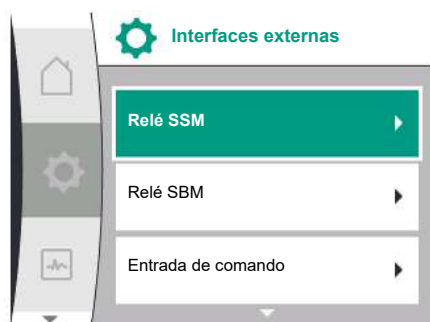 Interfaces externas
Relé SSM
Relé SBM
Entrada de comando